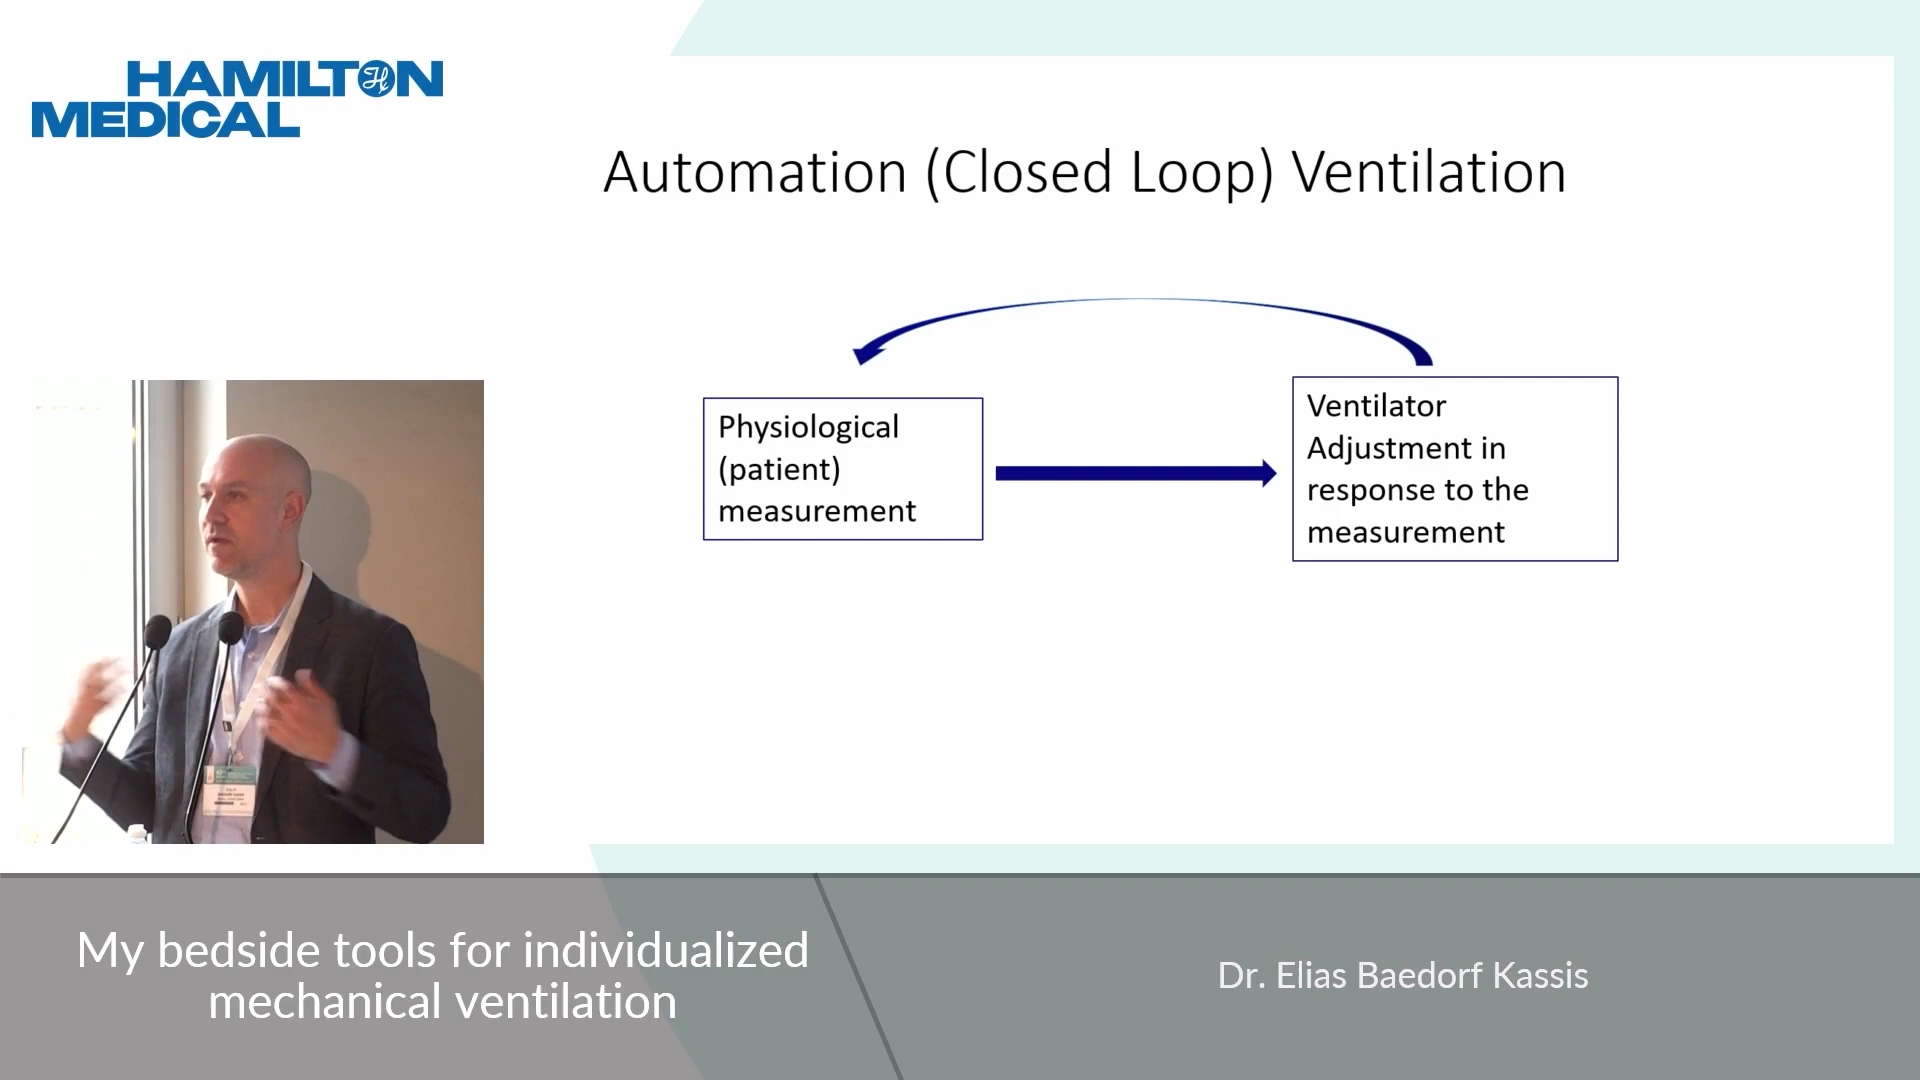 HAMILTON
MEDICAL
Automation (Closed Loop) Ventilation
Physiological
(patient)
measurement
Ventilator
Adjustment in
response to the
measurement
My bedside tools for individualized
mechanical ventilation
Dr. Elias Baedorf Kassis